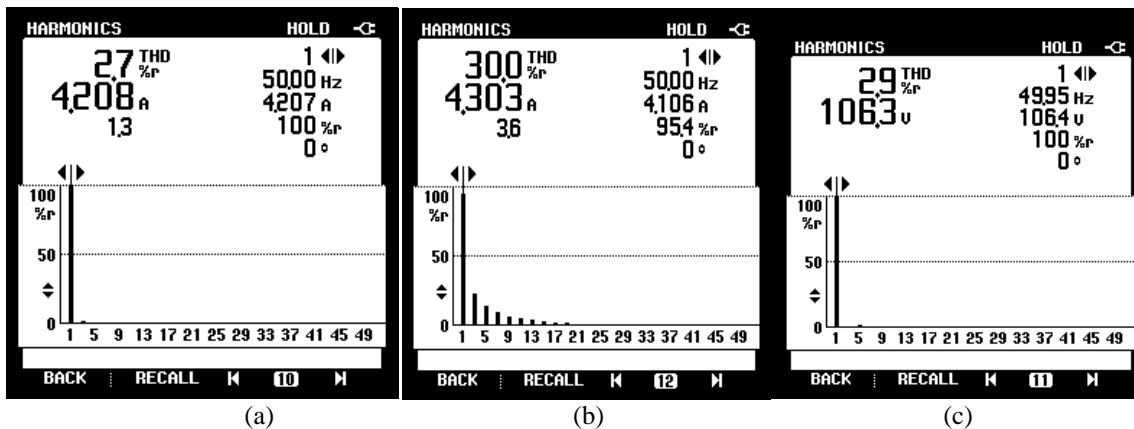 HARMONICS HOLD
2.7 THD %r 1
4.208 A 50.00 Hz
1.3 4.207 A
100 %r
0 °
100
%r
50
0
1 5 9 13 17 21 25 29 33 37 41 45 49
BACK RECALL 10
(a)
HARMONICS HOLD
30.0 THD %r 1
4.303 A 50.00 Hz
3.6 4.106 A
95.4 %r
0 °
100
%r
50
0
1 5 9 13 17 21 25 29 33 37 41 45 49
BACK RECALL 12
(b)
HARMONICS HOLD
2.9 THD %r 1
106.3 V 49.95 Hz
106.4 V
100 %r
0 °
100
%r
50
0
1 5 9 13 17 21 25 29 33 37 41 45 49
BACK RECALL 11
(c)